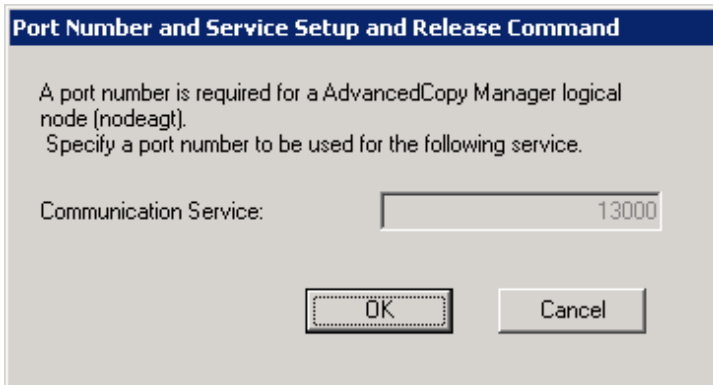 Port Number and Service Setup and Release Command
A port number is required for a AdvancedCopy Manager logical
node (nodeagt).
Specify a port number to be used for the following service.
Communication Service: 13000
OK Cancel